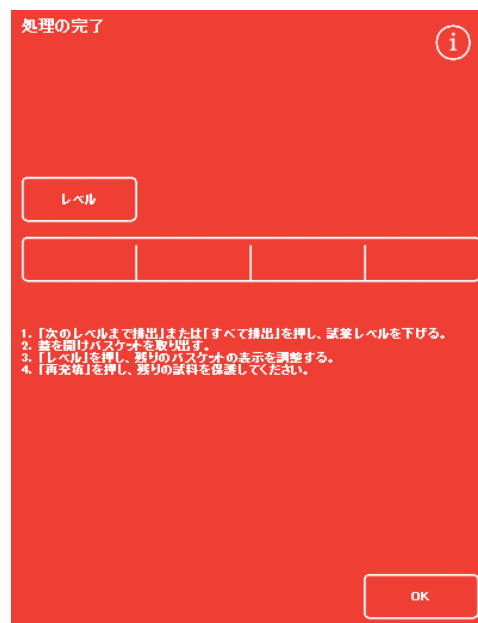 処理の完了
i
レベル
1. 「次のレベルまで排出」または「すべて排出」を押し、試薬レベルを下げる。
2. 蓋を開けバスケットを取り出す。
3. 「レベル」を押し、残りのバスケットの表示を調整する。
4. 「再充填」を押し、残りの試料を保護してください。
OK